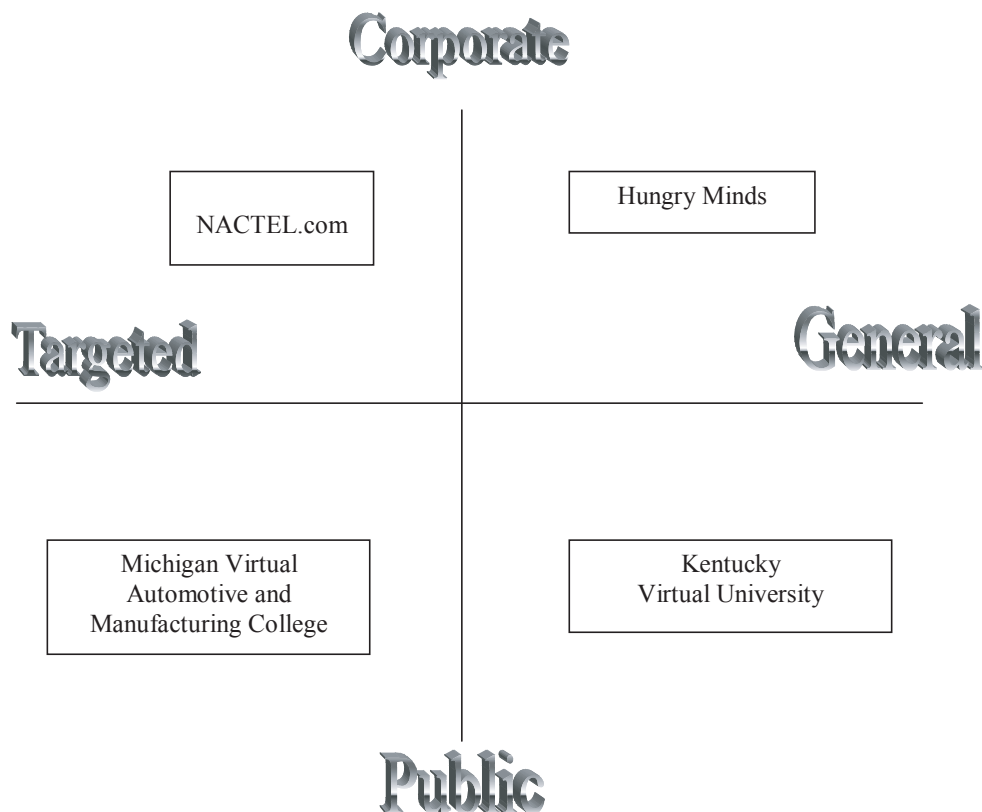 Corporate
NACTEL.com
Hungry Minds
Targeted
General
Michigan Virtual
Automotive and
Manufacturing College
Kentucky
Virtual University
Public